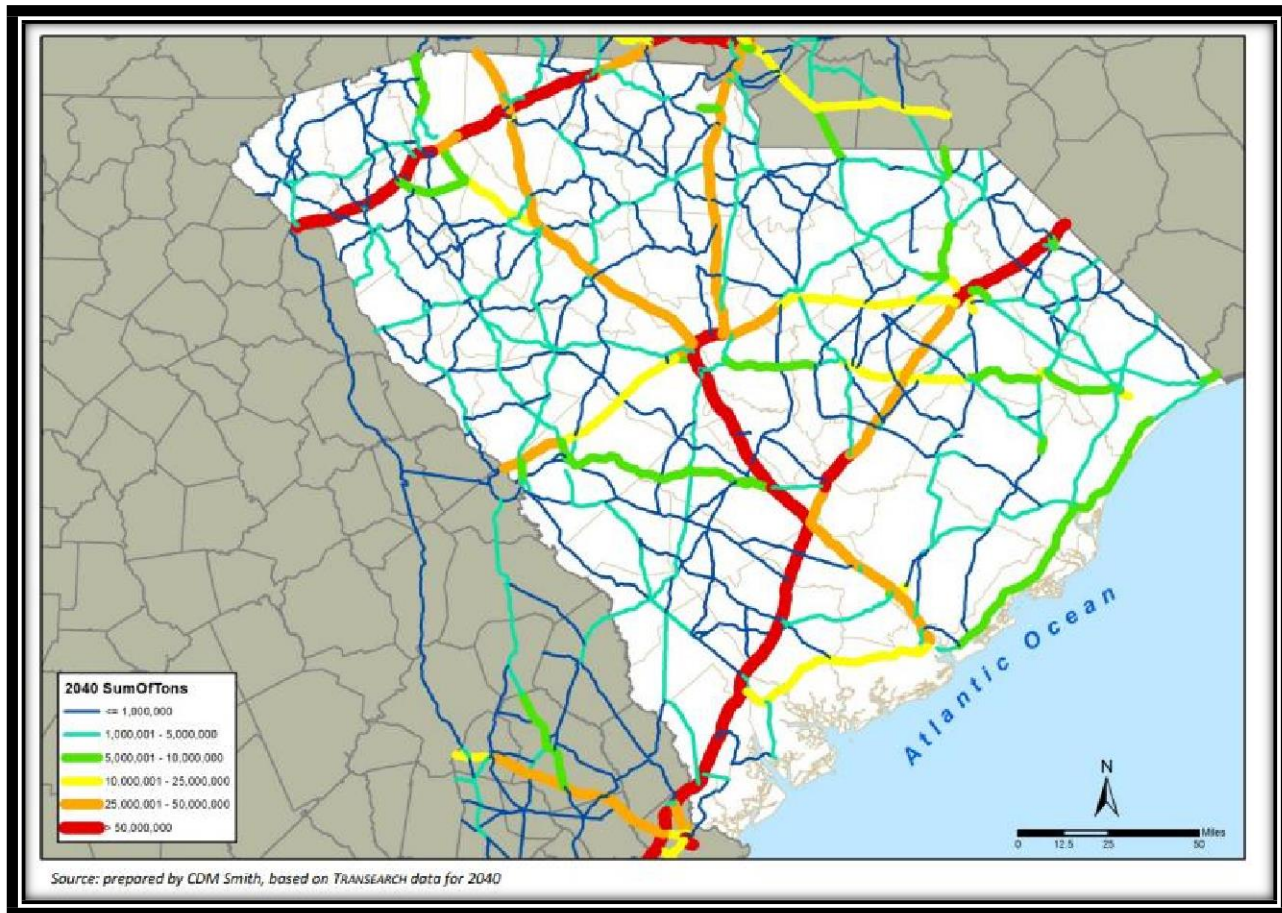 Atlantic Ocean
2040 SumOfTons
<= 1,000,000
1,000,001 - 5,000,000
5,000,001 - 10,000,000
10,000,001 - 25,000,000
25,000,001 - 50,000,000
> 50,000,000
N
Miles
0 12.5 25 50
Source: prepared by CDM Smith, based on TRANSEARCH data for 2040